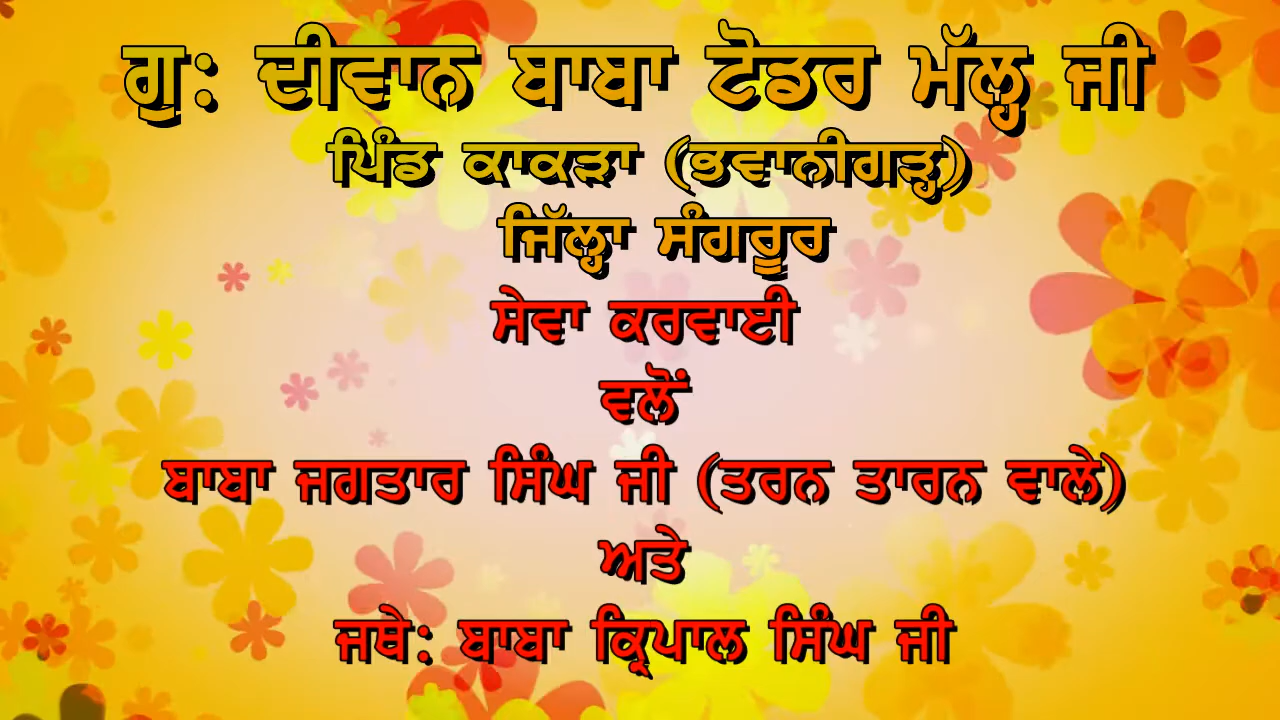 ਗੁ: ਦੀਵਾਨ ਬਾਬਾ ਟੋਡਰ ਮੱਲ੍ਹ ਜੀ
ਪਿੰਡ ਕਾਕੜਾ (ਭਵਾਨੀਗੜ੍ਹ)
ਜਿੱਲ੍ਹਾ ਸੰਗਰੂਰ
ਸੇਵਾ ਕਰਵਾਈ
ਵਲੋਂ
ਬਾਬਾ ਜਗਤਾਰ ਸਿੰਘ ਜੀ (ਤਰਨ ਤਾਰਨ ਵਾਲੇ)
ਅਤੇ
ਜਥੇ: ਬਾਬਾ ਕ੍ਰਿਪਾਲ ਸਿੰਘ ਜੀ